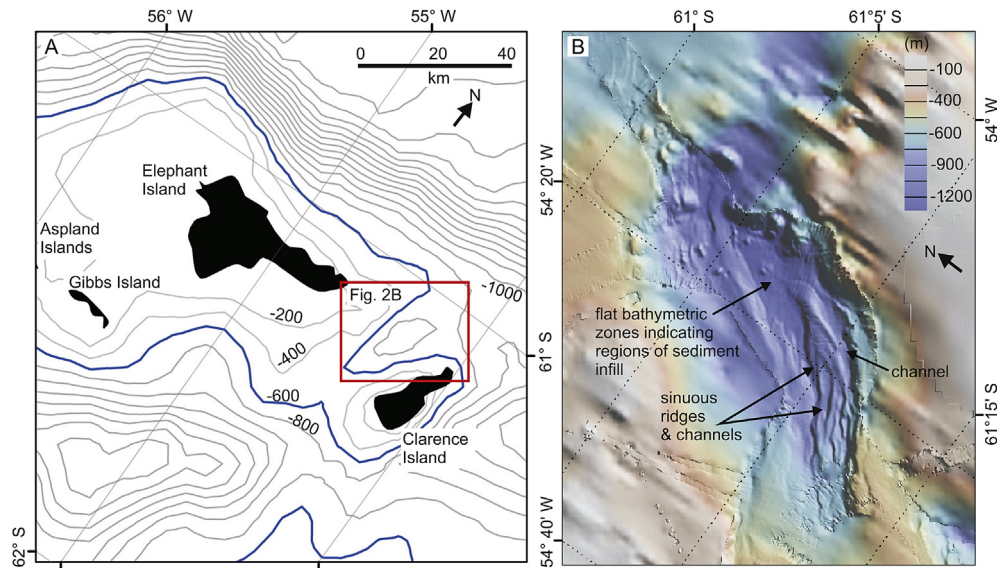 56° W
55° W
A
0 20 40
km
N
Elephant
Island
Aspland
Islands
Gibbs Island
Fig. 2B
-1000
-200
-400
-600
-800
61° S
Clarence
Island
62° S
61° S
61°5' S
B
(m)
-100
-400
-600
-900
-1200
54° W
54° 20' W
N
flat bathymetric
zones indicating
regions of sediment
infill
channel
sinuous
ridges
& channels
61°15' S
54° 40' W